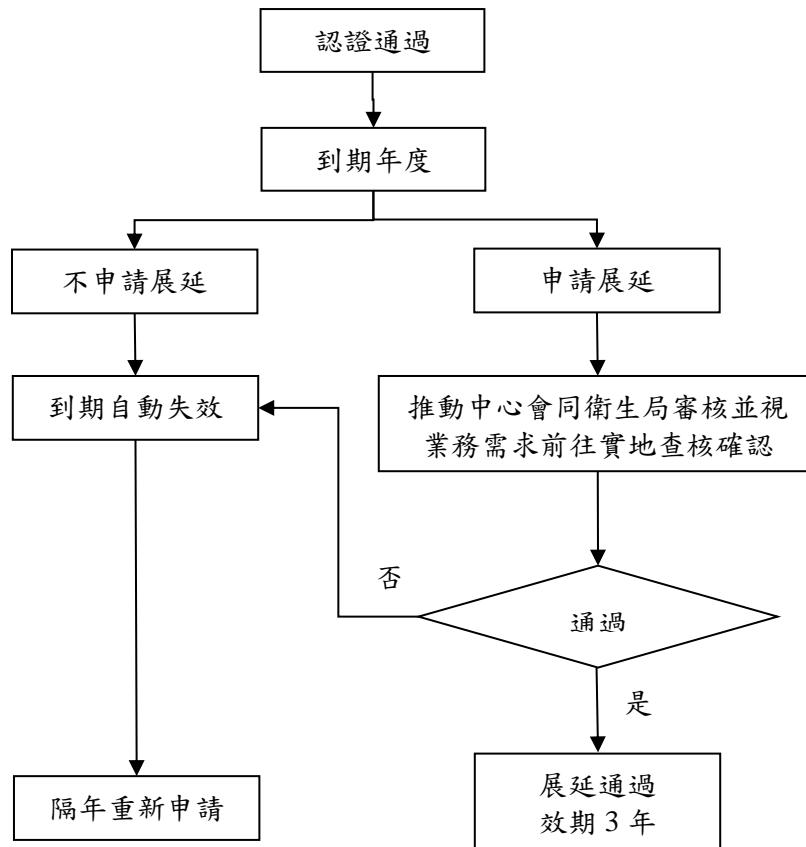 認證通過
到期年度
不申請展延
申請展延
到期自動失效
推動中心會同衛生局審核並視
業務需求前往實地查核確認
否
通過
是
隔年重新申請
展延通過
效期 3 年